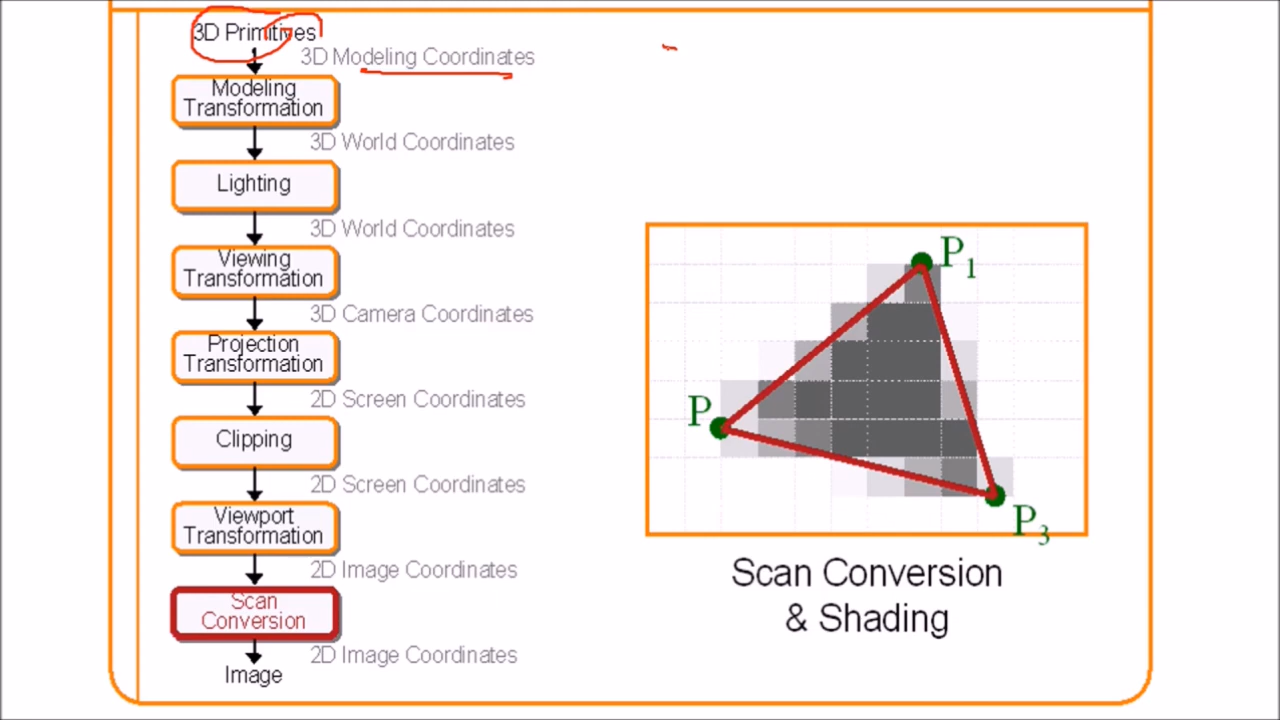 3D Primitives
3D Modeling Coordinates
Modeling
Transformation
3D World Coordinates
Lighting
3D World Coordinates
Viewing
Transformation
3D Camera Coordinates
Projection
Transformation
2D Screen Coordinates
Clipping
2D Screen Coordinates
Viewport
Transformation
2D Image Coordinates
Scan
Conversion
2D Image Coordinates
Image
P1
P
P3
Scan Conversion
& Shading